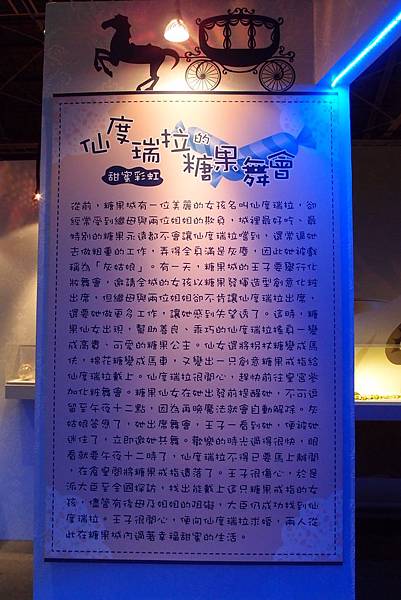 仙度瑞拉的
糖果舞會
甜蜜彩虹
從前，糖果城有一位美麗的女孩名叫仙度瑞拉，卻
經常受到繼母與兩位姐姐的欺負，城裡最好吃、最
特別的糖果永遠都不會讓仙度瑞拉嚐到，還常逼她
去做粗重的工作，弄得全身滿是灰塵，因此她被戲
稱為「灰姑娘」。有一天，糖果城的王子要舉行化
妝舞會，邀請全城的女孩以糖果發揮造型創意化妝
出席，但繼母與兩位姐姐卻不肯讓仙度瑞拉出席，
還要她做更多工作，讓她感到失望透了。這時，糖
果仙女出現，幫助善良、乖巧的仙度瑞拉搖身一變
成高貴、可愛的糖果公主。仙女還將拐杖糖變成馬
伕，棉花糖變成馬車，又變出一只創意糖果戒指給
仙度瑞拉戴上。仙度瑞拉很開心，趕快前往皇宮參
加化妝舞會。糖果仙女在她出發前提醒她，不可逗
留至午夜十二點，因為再晚魔法就會自動解除。灰
姑娘答應了，她出席舞會，王子一看到她，便被她
迷住了，立即邀她共舞。歡樂的時光過得很快，眼
看就要午夜十二時了，仙度瑞拉不得已要馬上離開
，在倉皇間將糖果戒指遺落了。王子很傷心，於是
派大臣至全國探訪，找出能戴上這只糖果戒指的女
孩，儘管有後母及姐姐的阻礙，大臣仍成功找到仙
度瑞拉。王子很開心，便向仙度瑞拉求婚，兩人從
此在糖果城內過著幸福甜蜜的生活。